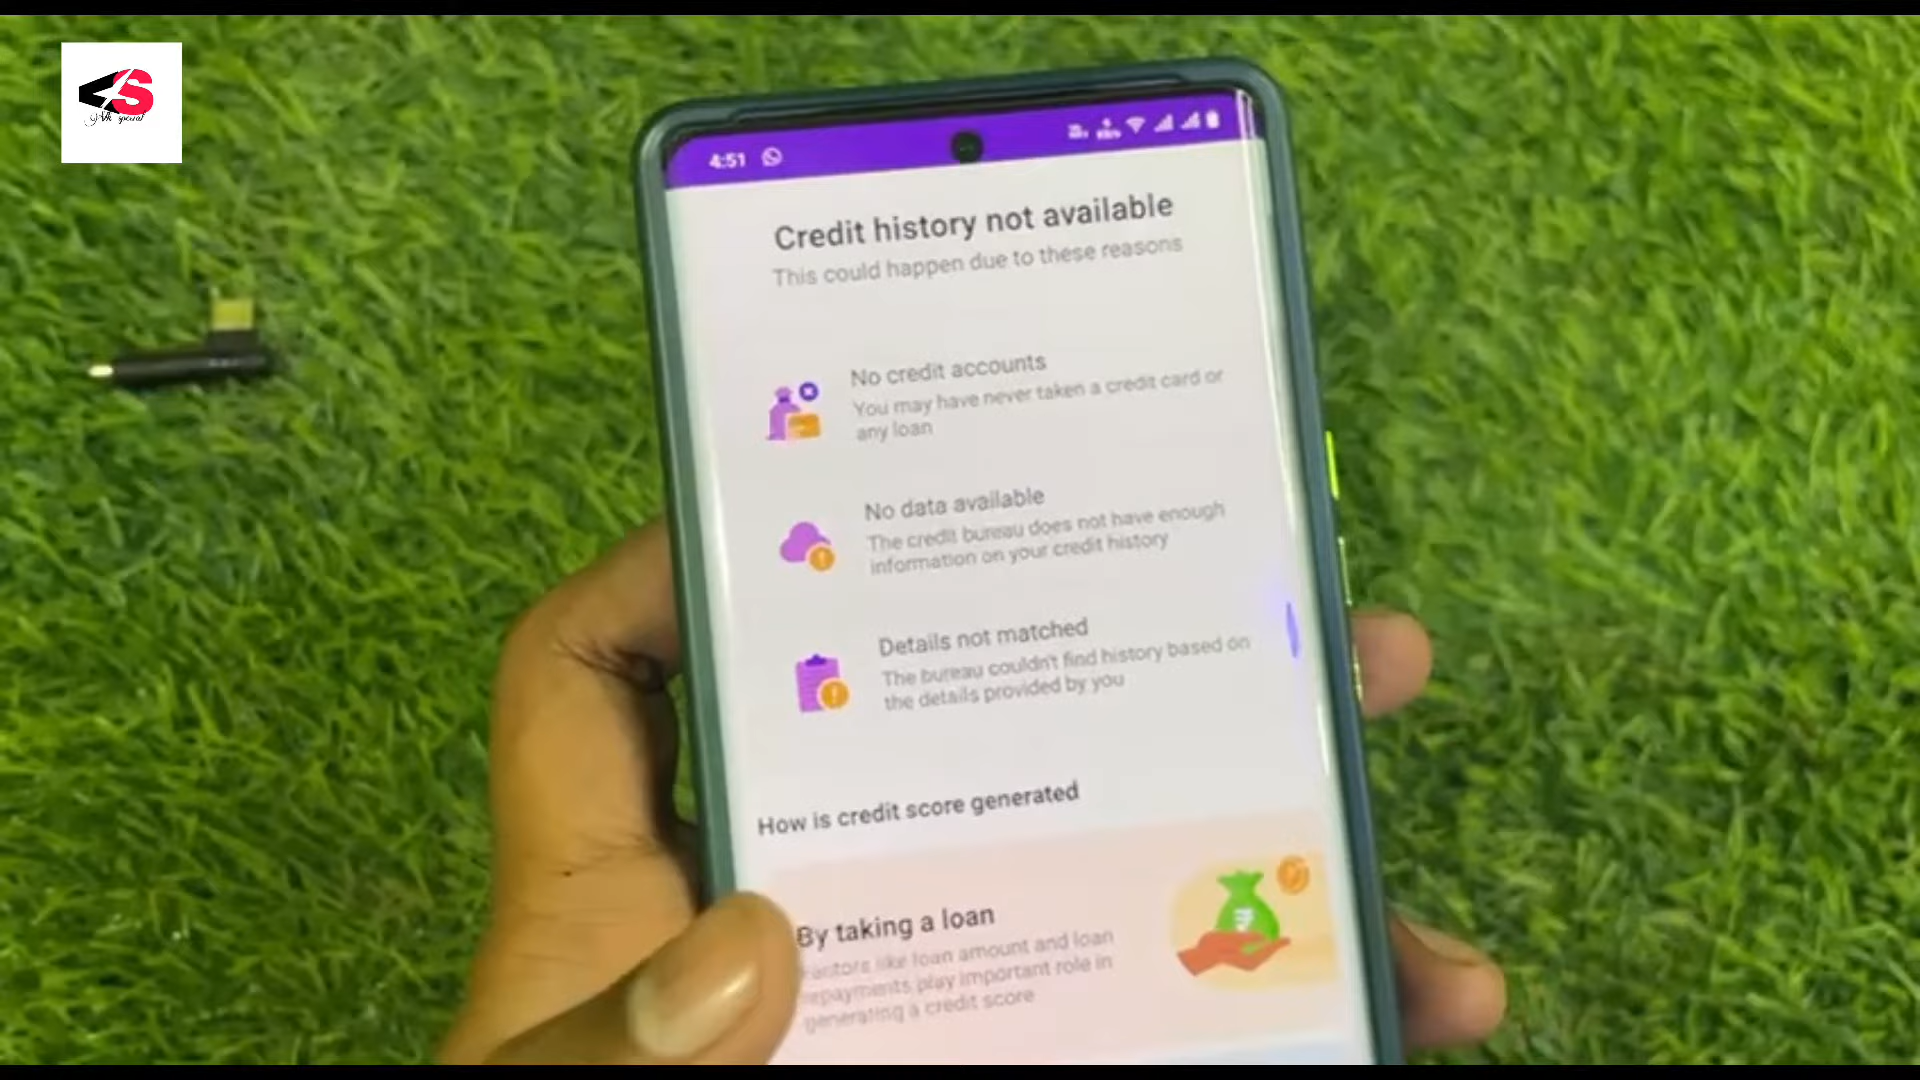 S
4:51
Credit history not available
This could happen due to these reasons
No credit accounts
You may have never taken a credit card or
any loan
No data available
The credit bureau does not have enough
information on your credit history
Details not matched
The bureau couldn't find history based on
the details provided by you
How is credit score generated
By taking a loan
Factors like loan amount and loan
repayments play important role in
generating a credit score
₹